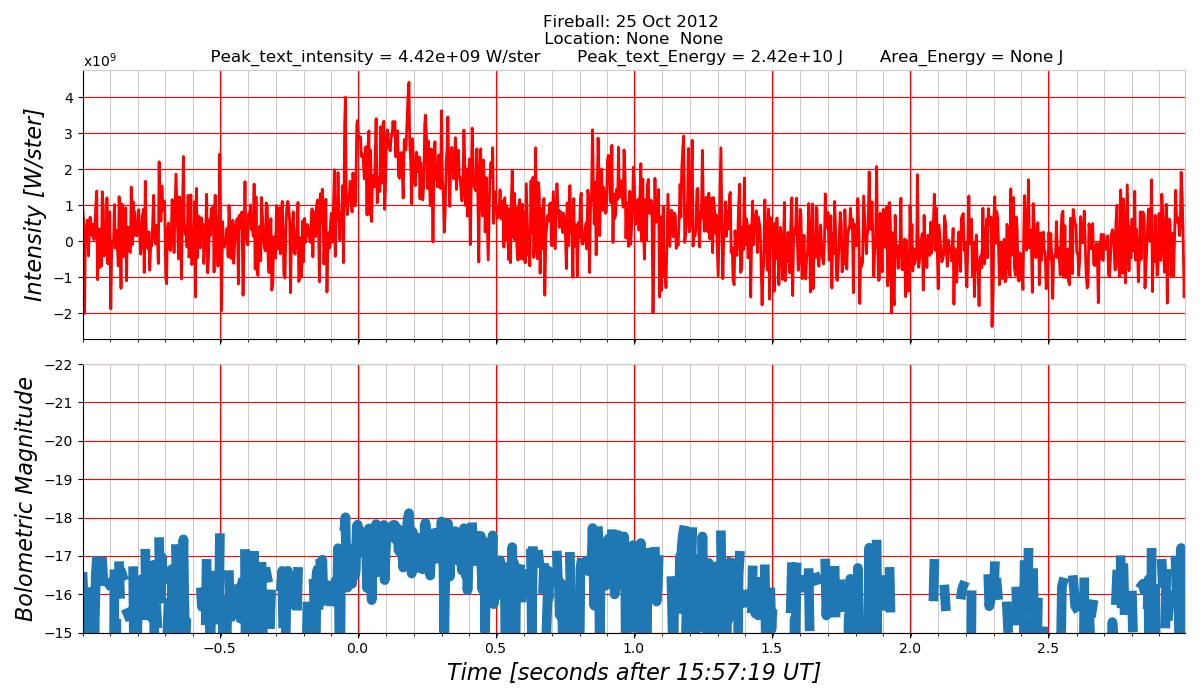 Fireball: 25 Oct 2012
Location: None  None
Peak_text_intensity = 4.42e+09 W/ster       Peak_text_Energy = 2.42e+10 J       Area_Energy = None J
x10⁹
Intensity [W/ster]
4
3
2
1
0
−1
−2
Bolometric Magnitude
−22
−21
−20
−19
−18
−17
−16
−15
−0.5 0.0 0.5 1.0 1.5 2.0 2.5
Time [seconds after 15:57:19 UT]